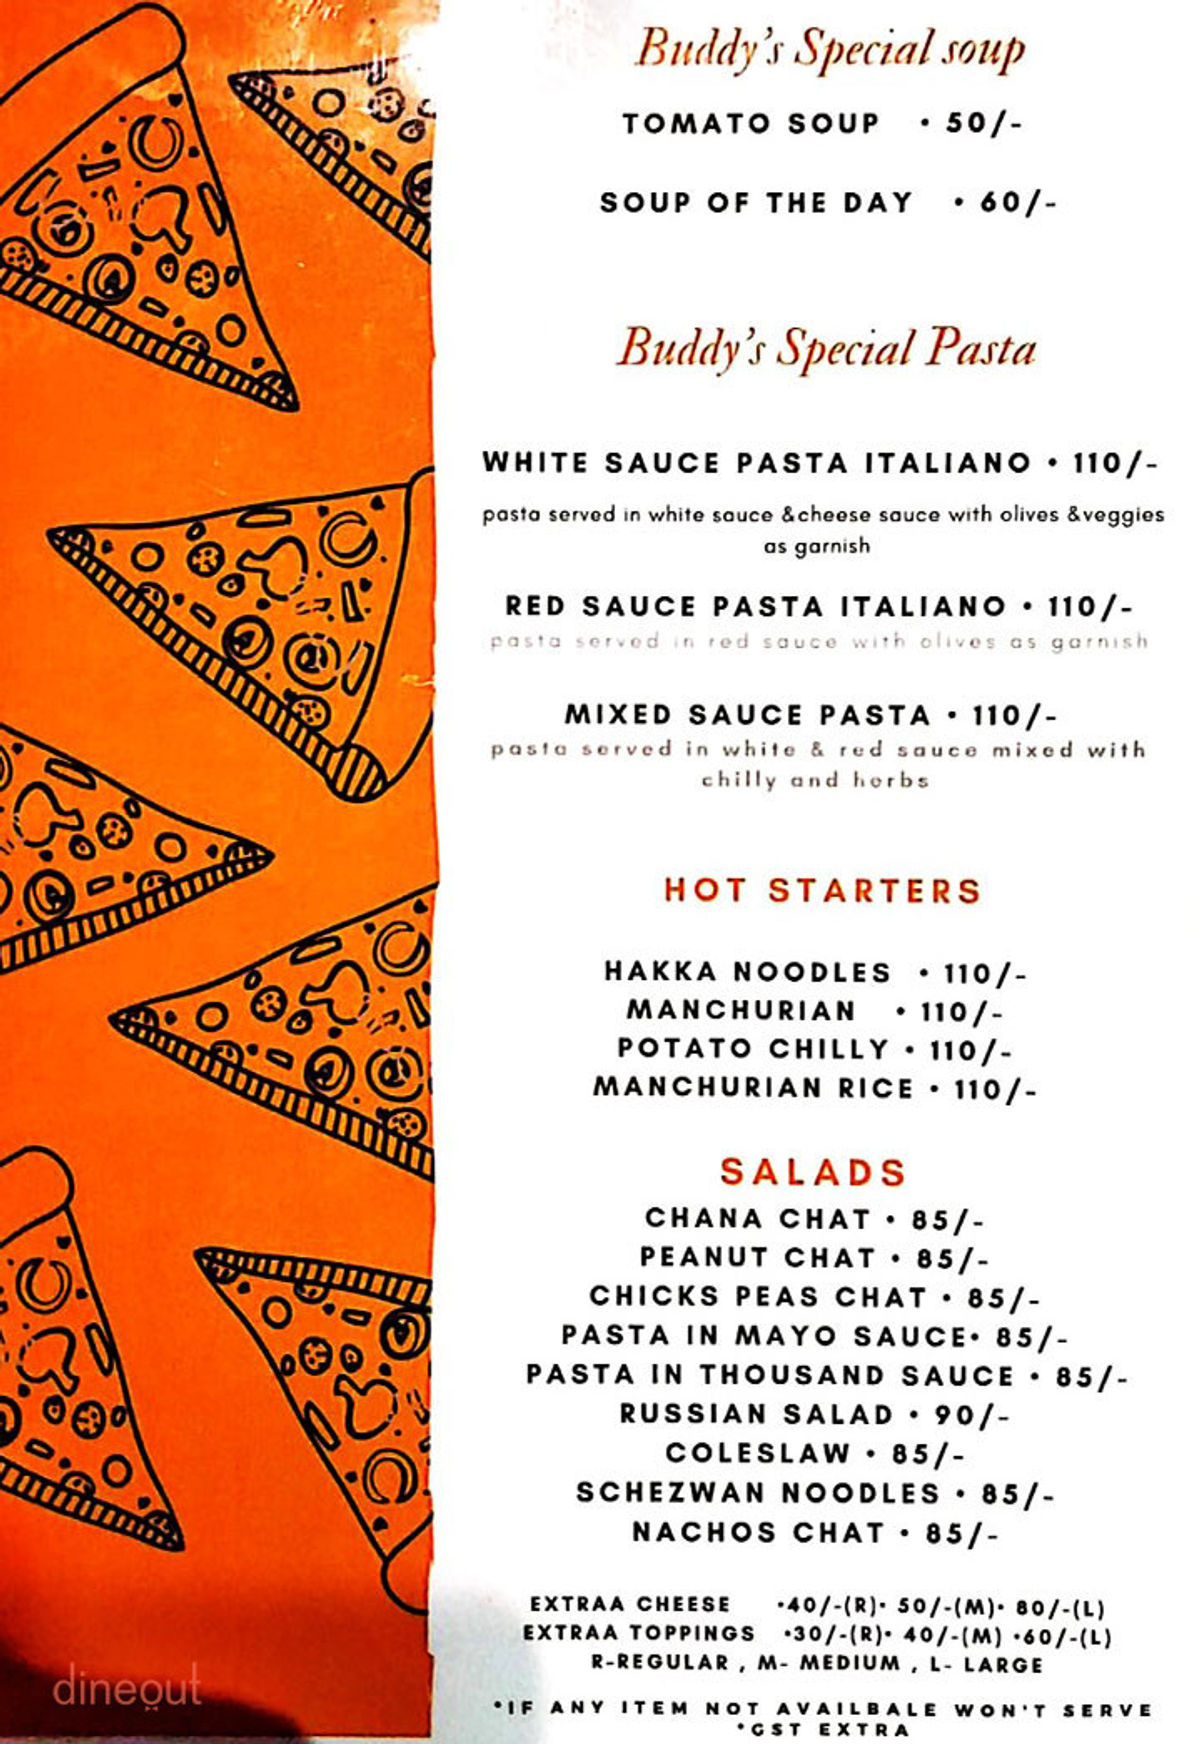 Buddy's Special soup
TOMATO SOUP • 50/-
SOUP OF THE DAY • 60/-
Buddy's Special Pasta
WHITE SAUCE PASTA ITALIANO • 110/-
pasta served in white sauce &cheese sauce with olives &veggies
as garnish
RED SAUCE PASTA ITALIANO • 110/-
pasta served in red sauce with olives as garnish
MIXED SAUCE PASTA • 110/-
pasta served in white & red sauce mixed with
chilly and herbs
HOT STARTERS
HAKKA NOODLES • 110/-
MANCHURIAN • 110/-
POTATO CHILLY • 110/-
MANCHURIAN RICE • 110/-
SALADS
CHANA CHAT • 85/-
PEANUT CHAT • 85/-
CHICKS PEAS CHAT • 85/-
PASTA IN MAYO SAUCE• 85/-
PASTA IN THOUSAND SAUCE • 85/-
RUSSIAN SALAD • 90/-
COLESLAW • 85/-
SCHEZWAN NOODLES • 85/-
NACHOS CHAT • 85/-
EXTRAA CHEESE •40/-(R)• 50/-(M)• 80/-(L)
EXTRAA TOPPINGS •30/-(R)• 40/-(M) •60/-(L)
R-REGULAR , M- MEDIUM , L- LARGE
*IF ANY ITEM NOT AVAILBALE WON'T SERVE
*GST EXTRA
dineout